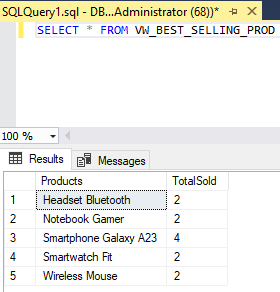 SQLQuery1.sql - DB...Administrator (68))*
SELECT * FROM VW_BEST_SELLING_PROD
100 %
Results Messages
Products TotalSold
1 Headset Bluetooth 2
2 Notebook Gamer 2
3 Smartphone Galaxy A23 4
4 Smartwatch Fit 2
5 Wireless Mouse 2